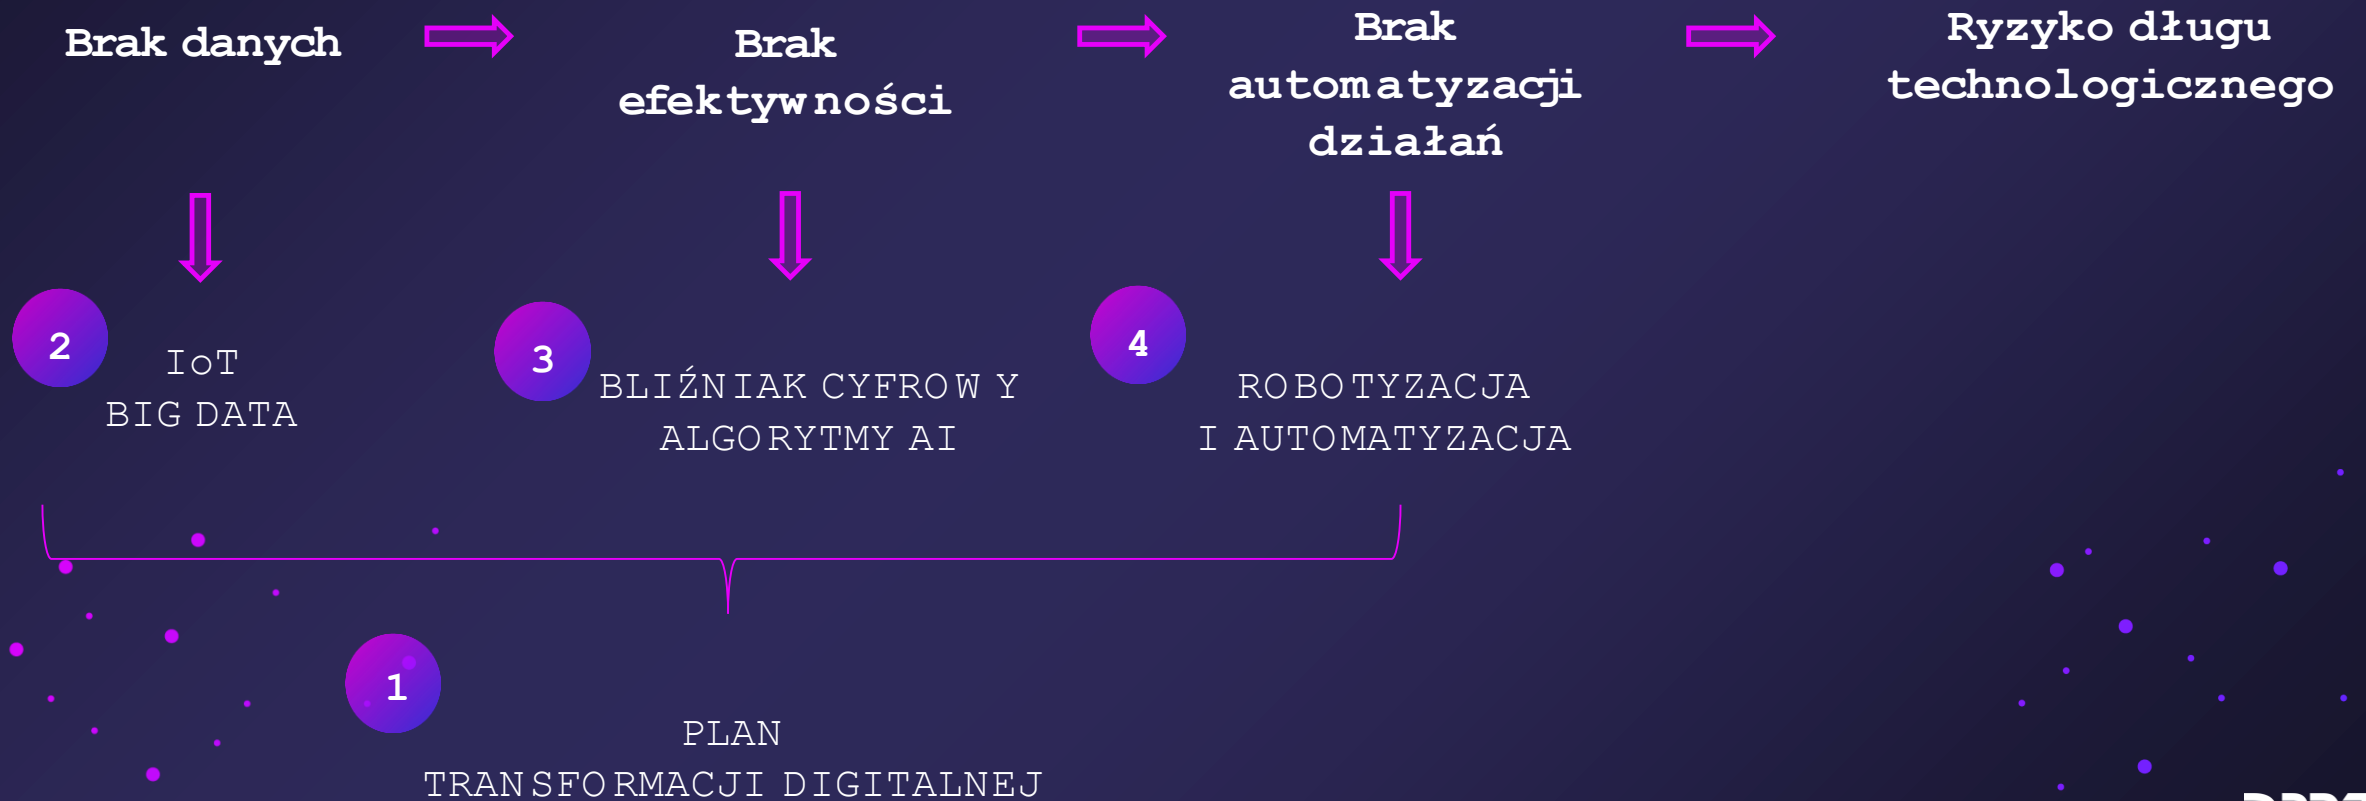 Brak danych
Brak
efektywności
Brak
automatyzacji
działań
Ryzyko długu
technologicznego
2
IoT
BIG DATA
3
BLIŹNIAK CYFROWY
ALGORYTMY AI
4
ROBOTYZACJA
I AUTOMATYZACJA
1
PLAN
TRANSFORMACJI DIGITALNEJ